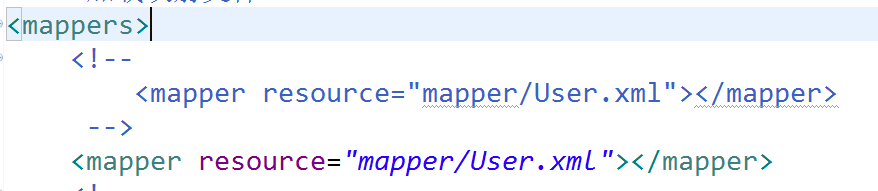 <mappers>
<!--
<mapper resource="mapper/User.xml"></mapper>
-->
<mapper resource="mapper/User.xml"></mapper>
<!